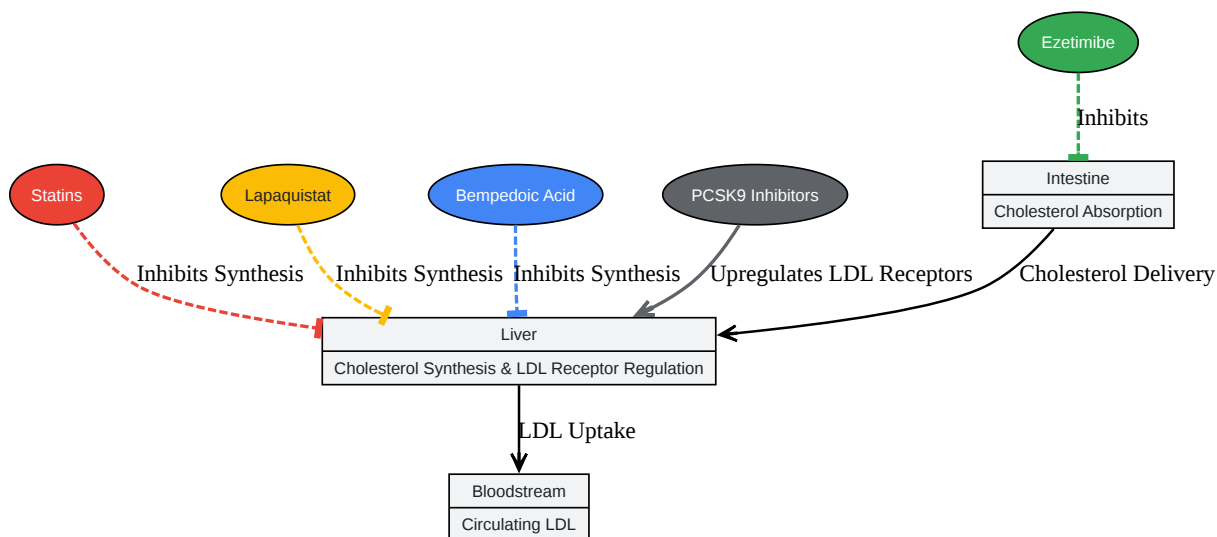 Ezetimibe
Inhibits
Statins
Lapaquistat
Bempedoic Acid
PCSK9 Inhibitors
Intestine
Cholesterol Absorption
Inhibits Synthesis
Inhibits Synthesis
Inhibits Synthesis
Upregulates LDL Receptors
Cholesterol Delivery
Liver
Cholesterol Synthesis & LDL Receptor Regulation
LDL Uptake
Bloodstream
Circulating LDL